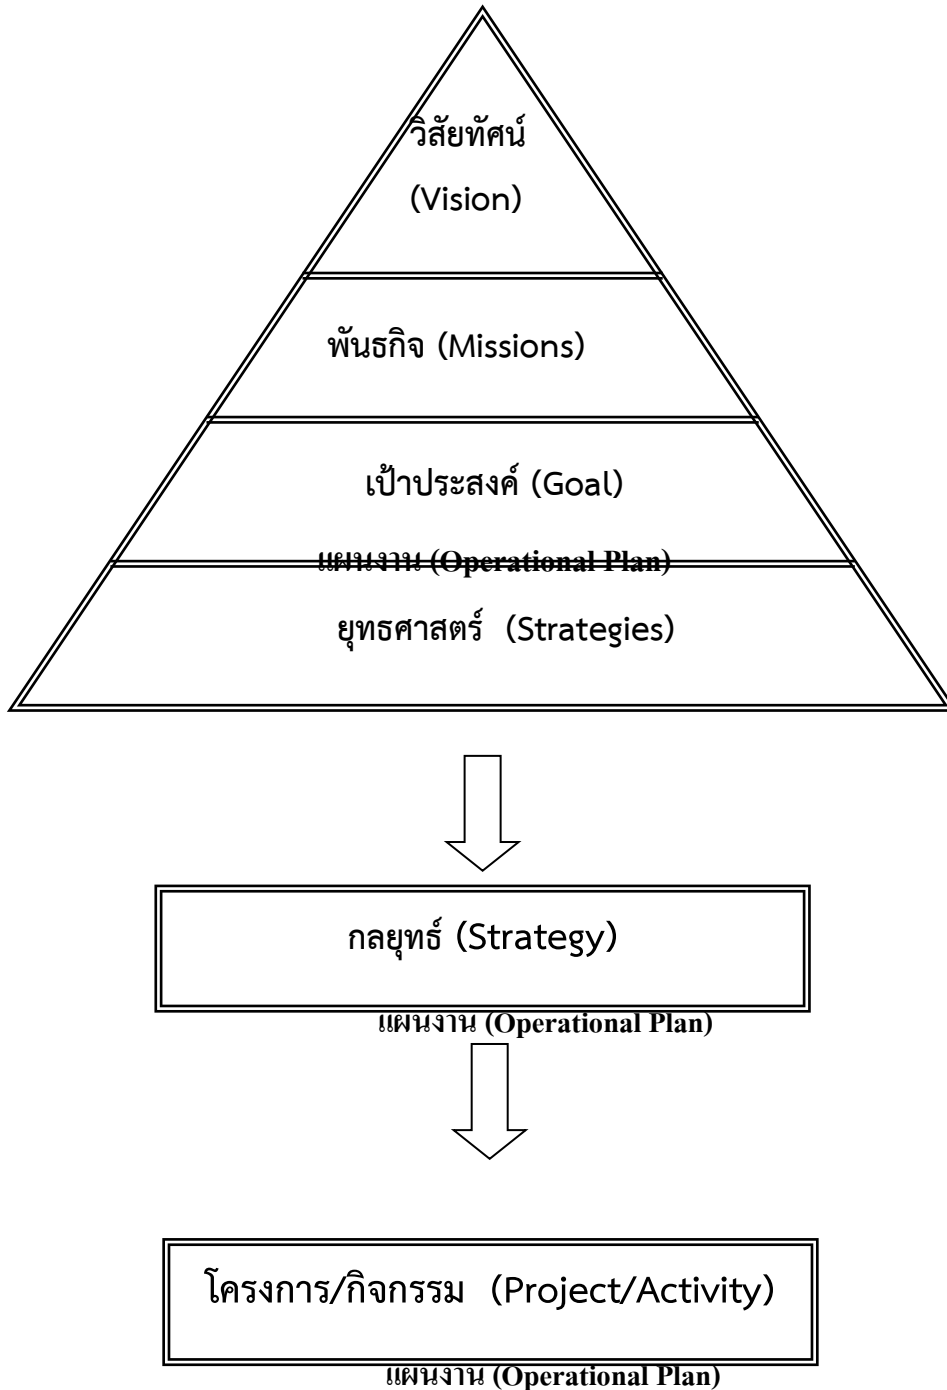 วิสัยทัศน์
(Vision)
พันธกิจ (Missions)
เป้าประสงค์ (Goal)
แผนงาน (Operational Plan)
ยุทธศาสตร์ (Strategies)
กลยุทธ์ (Strategy)
แผนงาน (Operational Plan)
โครงการ/กิจกรรม (Project/Activity)
แผนงาน (Operational Plan)